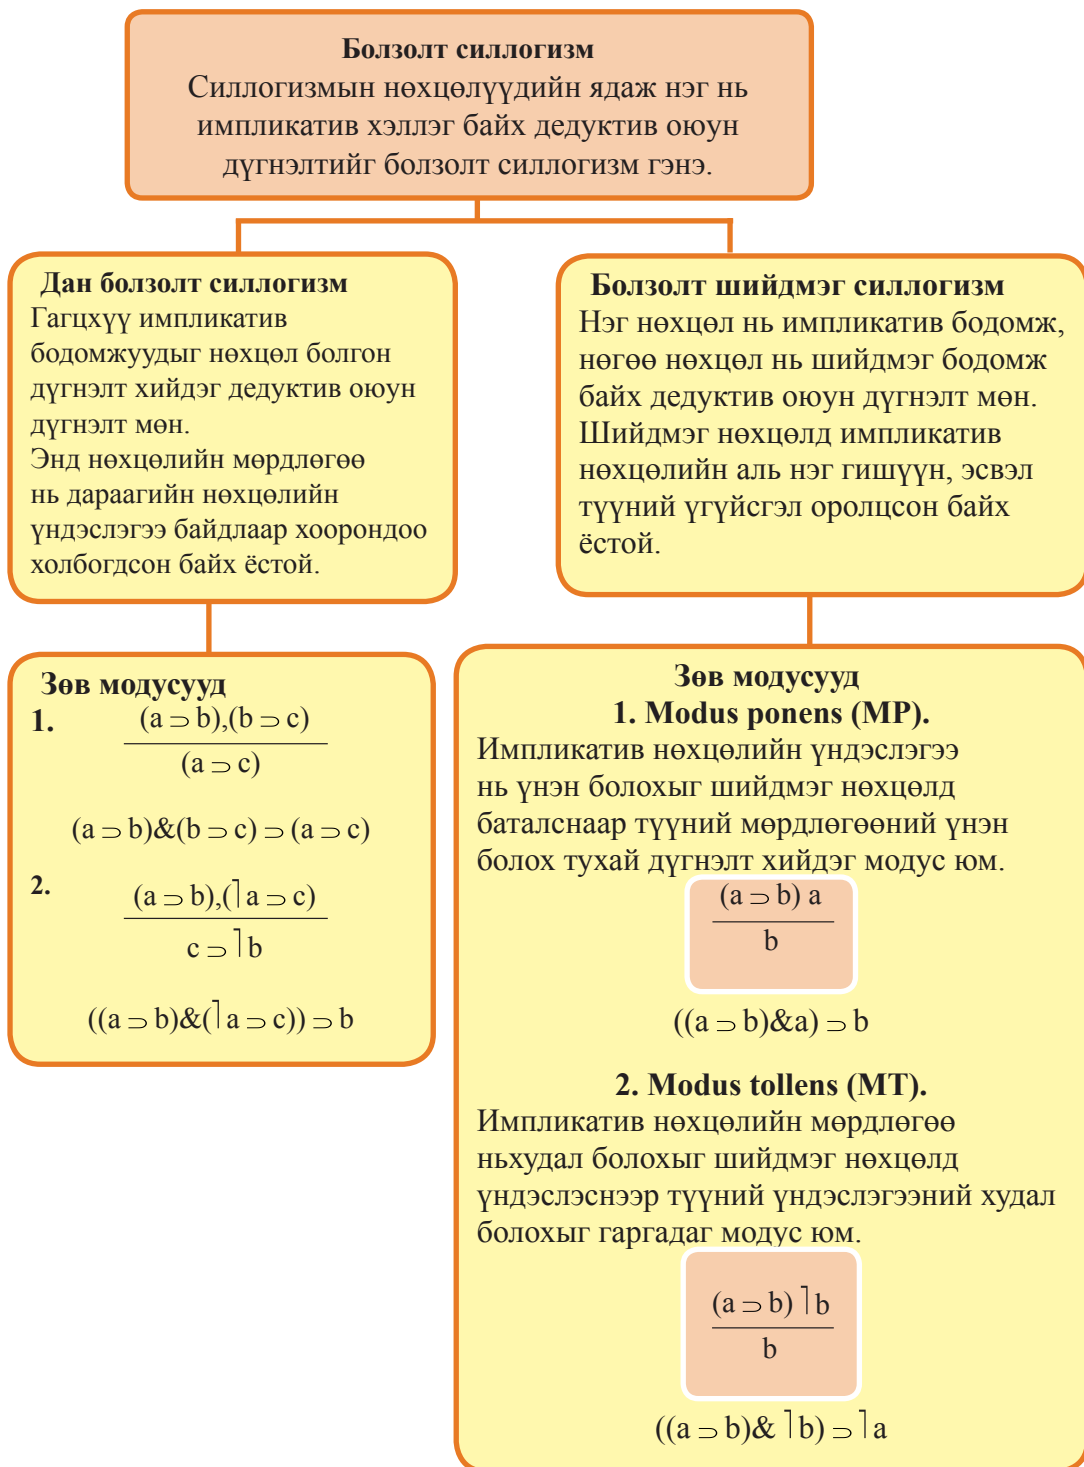 Болзолт силлогизм
Силлогизмын нөхцөлүүдийн ядаж нэг нь
импликатив хэллэг байх дедуктив оюун
дүгнэлтийг болзолт силлогизм гэнэ.
Дан болзолт силлогизм
Гагцхүү импликатив
бодомжуудыг нөхцөл болгон
дүгнэлт хийдэг дедуктив оюун
дүгнэлт мөн.
Энд нөхцөлийн мөрдлөгөө
нь дараагийн нөхцөлийн
үндэслэгээ байдлаар хоорондоо
холбогдсон байх ёстой.
Болзолт шийдмэг силлогизм
Нэг нөхцөл нь импликатив бодомж,
нөгөө нөхцөл нь шийдмэг бодомж
байх дедуктив оюун дүгнэлт мөн.
Шийдмэг нөхцөлд импликатив
нөхцөлийн аль нэг гишүүн, эсвэл
түүний үгүйсгэл оролцсон байх
ёстой.
Зөв модусууд
1. (a ⊃ b),(b ⊃ c)
(a ⊃ c)
(a ⊃ b)&(b ⊃ c) ⊃ (a ⊃ c)
2. (a ⊃ b),(˥a ⊃ c)
c ⊃ ˥b
((a ⊃ b)&(˥a ⊃ c)) ⊃ b
Зөв модусууд
1. Modus ponens (MP).
Импликатив нөхцөлийн үндэслэгээ
нь үнэн болохыг шийдмэг нөхцөлд
баталснаар түүний мөрдлөгөөний үнэн
болох тухай дүгнэлт хийдэг модус юм.
(a ⊃ b) a
b
((a ⊃ b)&a) ⊃ b
2. Modus tollens (MT).
Импликатив нөхцөлийн мөрдлөгөө
ньхудал болохыг шийдмэг нөхцөлд
үндэслэснээр түүний үндэслэгээний худал
болохыг гаргадаг модус юм.
(a ⊃ b) ˥b
b
((a ⊃ b)& ˥b) ⊃ ˥a